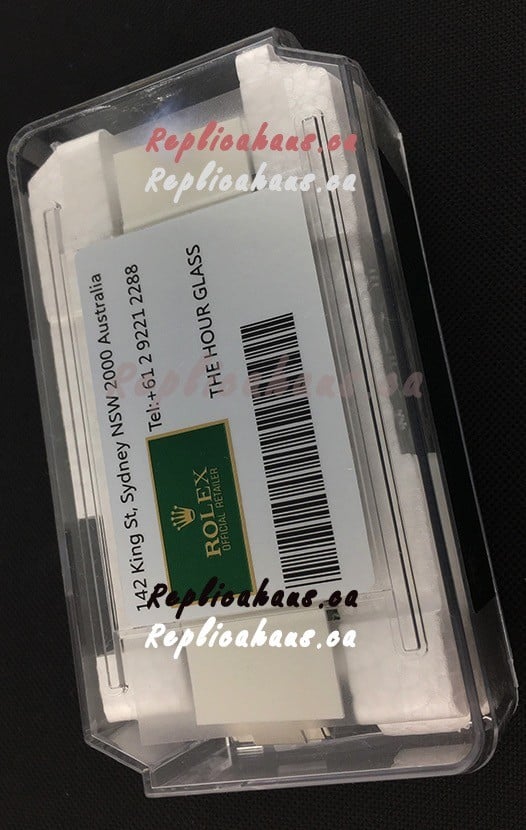 Replicahaus.ca
Replicahaus.ca
142 King St, Sydney NSW 2000 Australia
Tel:+61 2 9221 2288
THE HOUR GLASS
ROLEX
OFFICIAL RETAILER
Replicahaus.ca
Replicahaus.ca
Replicahaus.ca